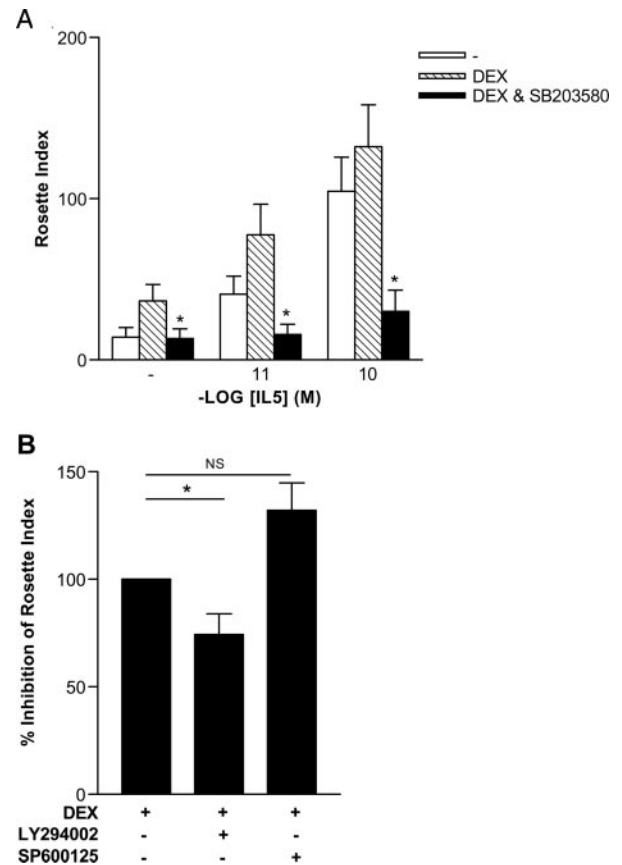 A
200
100
0
Rosette Index
-
DEX
DEX & SB203580
*
*
*
- 11 10
-LOG [IL5] (M)
B
150
100
50
0
% Inhibition of Rosette Index
NS
*
DEX + + +
LY294002 - + -
SP600125 - - +